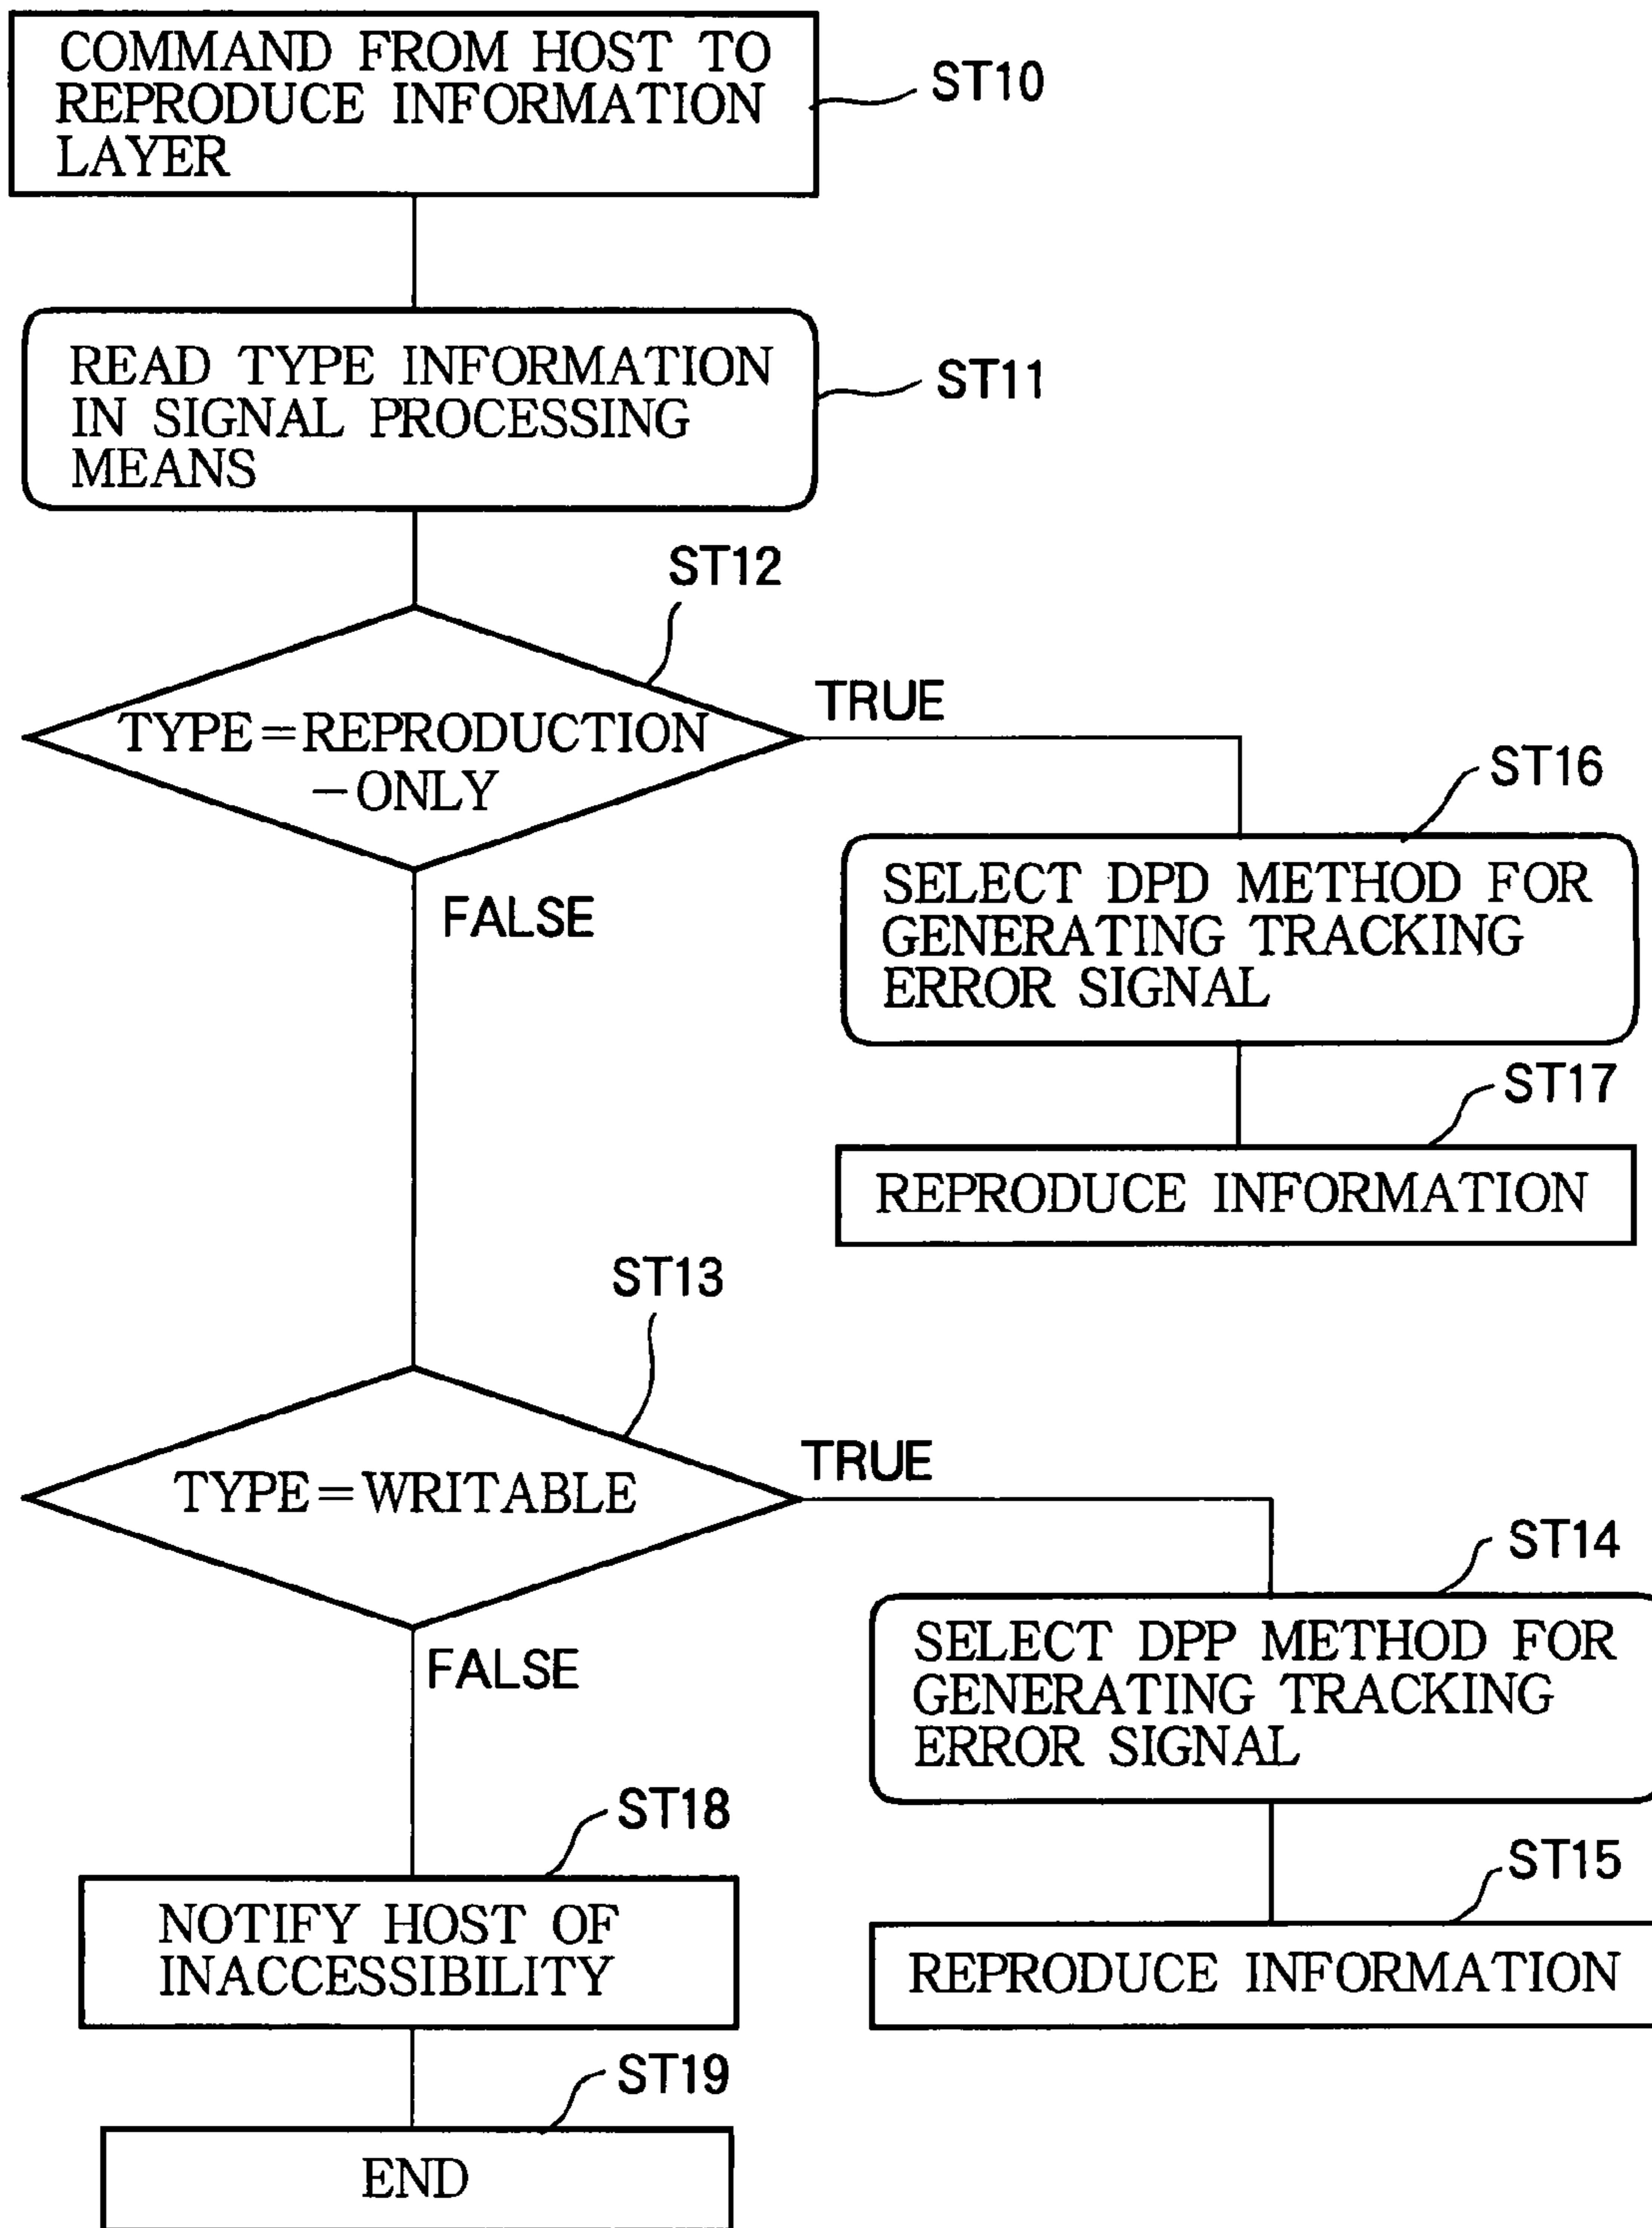 COMMAND FROM HOST TO
REPRODUCE INFORMATION
LAYER
ST10
READ TYPE INFORMATION
IN SIGNAL PROCESSING
MEANS
ST11
ST12
TYPE=REPRODUCTION
-ONLY
TRUE
FALSE
ST16
SELECT DPD METHOD FOR
GENERATING TRACKING
ERROR SIGNAL
ST17
REPRODUCE INFORMATION
ST13
TYPE=WRITABLE
TRUE
FALSE
ST14
SELECT DPP METHOD FOR
GENERATING TRACKING
ERROR SIGNAL
ST15
REPRODUCE INFORMATION
ST18
NOTIFY HOST OF
INACCESSIBILITY
ST19
END